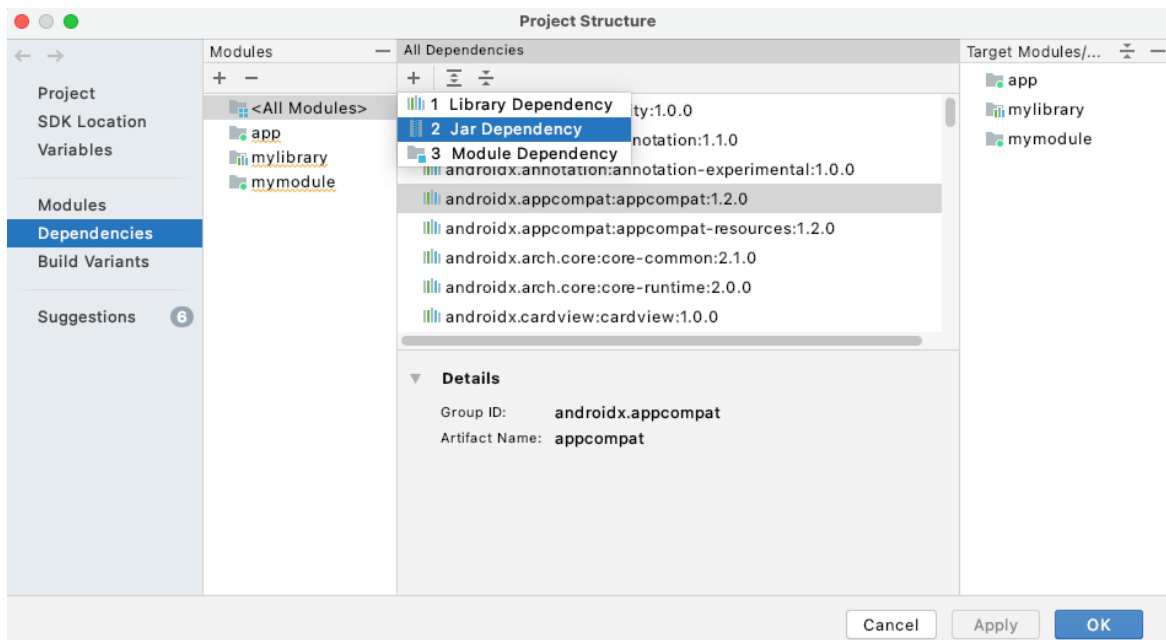 Project Structure
Project
SDK Location
Variables
Modules
Dependencies
Build Variants
Suggestions 6
Modules
<All Modules>
app
mylibrary
mymodule
All Dependencies
1 Library Dependency
2 Jar Dependency
3 Module Dependency
ty:1.0.0
notation:1.1.0
androidx.annotation:annotation-experimental:1.0.0
androidx.appcompat:appcompat:1.2.0
androidx.appcompat:appcompat-resources:1.2.0
androidx.arch.core:core-common:2.1.0
androidx.arch.core:core-runtime:2.0.0
androidx.cardview:cardview:1.0.0
Details
Group ID: androidx.appcompat
Artifact Name: appcompat
Target Modules/...
app
mylibrary
mymodule
Cancel Apply OK